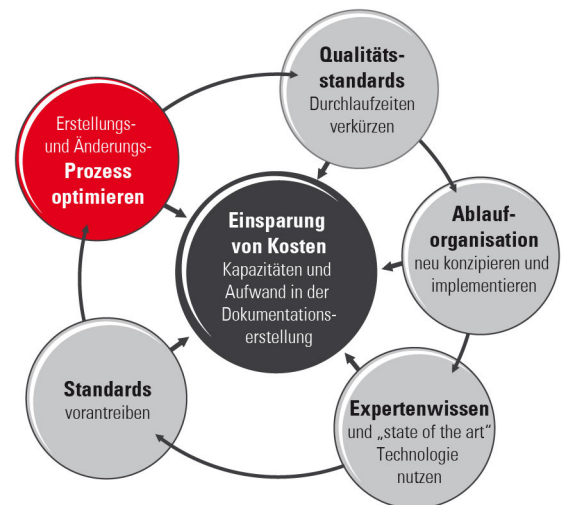 Qualitäts-
standards
Durchlaufzeiten
verkürzen
Erstellungs-
und Änderungs-
Prozess
optimieren
Einsparung
von Kosten
Kapazitäten und
Aufwand in der
Dokumentations-
erstellung
Ablauf-
organisation
neu konzipieren und
implementieren
Standards
vorantreiben
Expertenwissen
und „state of the art“
Technologie
nutzen